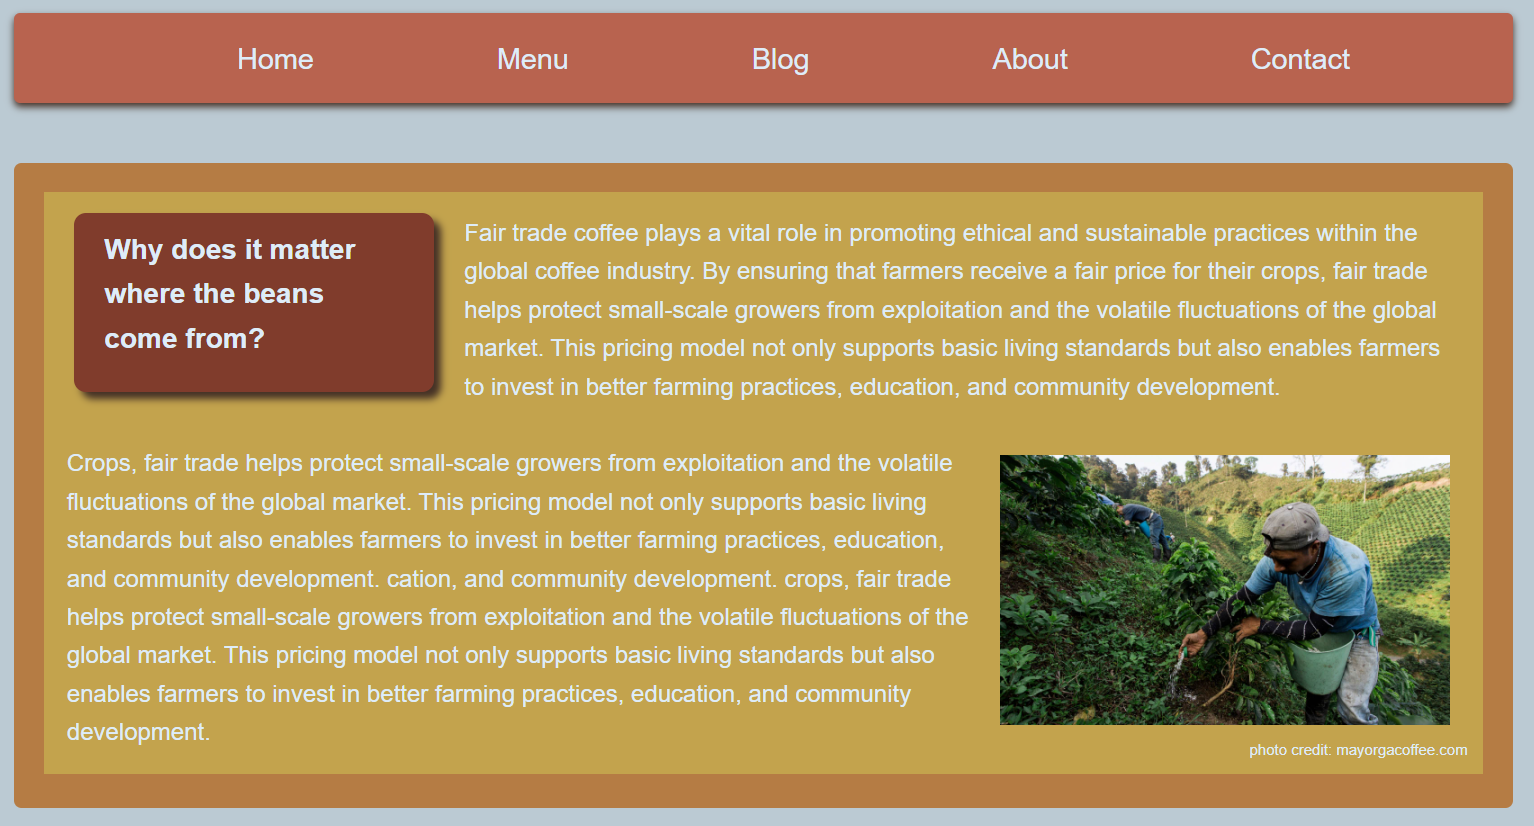 Home Menu Blog About Contact
Why does it matter
where the beans
come from?
Fair trade coffee plays a vital role in promoting ethical and sustainable practices within the
global coffee industry. By ensuring that farmers receive a fair price for their crops, fair trade
helps protect small-scale growers from exploitation and the volatile fluctuations of the global
market. This pricing model not only supports basic living standards but also enables farmers
to invest in better farming practices, education, and community development.
Crops, fair trade helps protect small-scale growers from exploitation and the volatile
fluctuations of the global market. This pricing model not only supports basic living
standards but also enables farmers to invest in better farming practices, education,
and community development. cation, and community development. crops, fair trade
helps protect small-scale growers from exploitation and the volatile fluctuations of the
global market. This pricing model not only supports basic living standards but also
enables farmers to invest in better farming practices, education, and community
development.
photo credit: mayorgacoffee.com